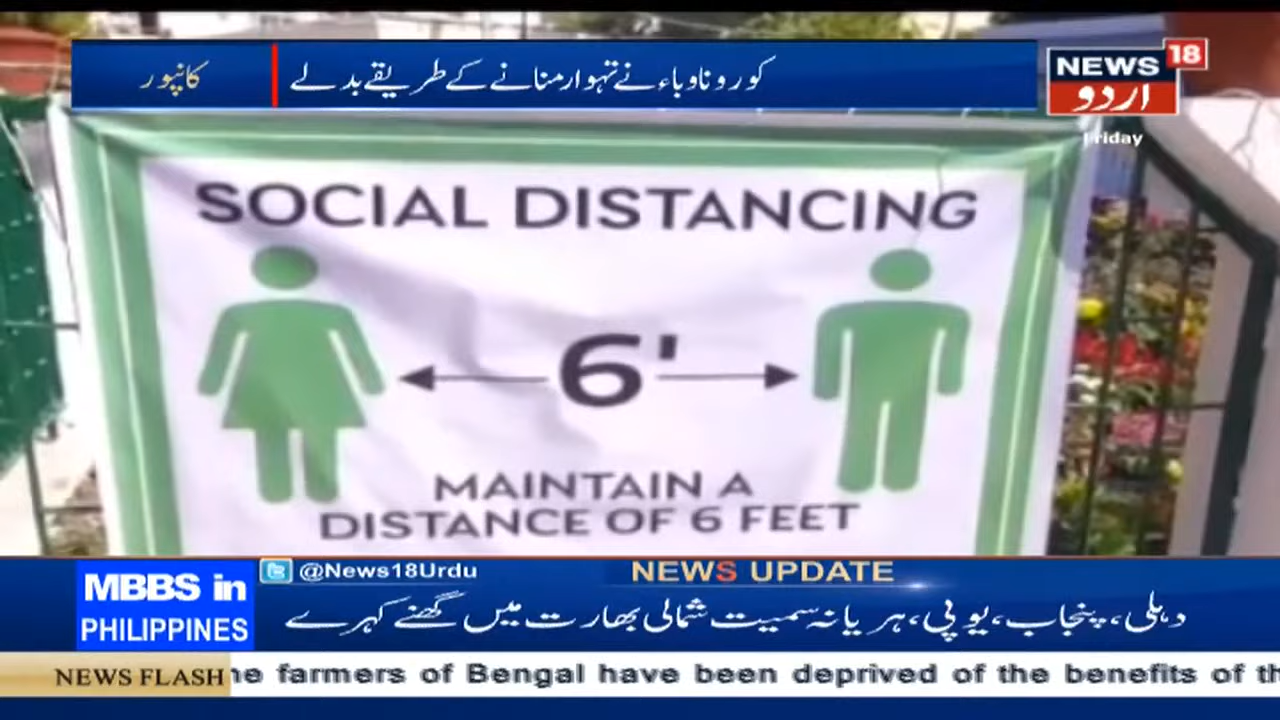 کانپور
کورونا وباء نے تہوار منانے کے طریقے بدلے
NEWS 18
اردو
Friday
SOCIAL DISTANCING
6'
MAINTAIN A
DISTANCE OF 6 FEET
MBBS in
PHILIPPINES
@News18Urdu
NEWS UPDATE
دہلی، پنجاب، یوپی، ہریانہ سمیت شمالی بھارت میں گھنے کہرے
NEWS FLASH
farmers of Bengal have been deprived of the benefits of